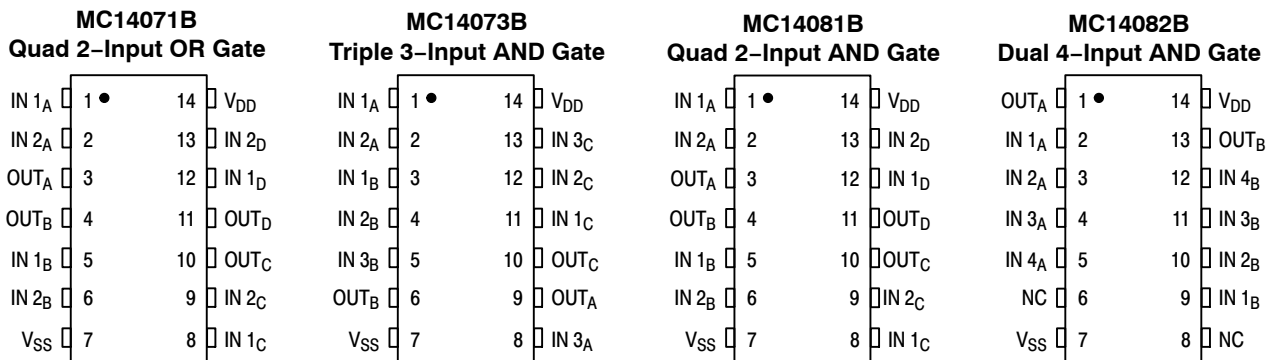 MC14071B
Quad 2−Input OR Gate
IN 1A 1 14 VDD
IN 2A 2 13 IN 2D
OUTA 3 12 IN 1D
OUTB 4 11 OUTD
IN 1B 5 10 OUTC
IN 2B 6 9 IN 2C
VSS 7 8 IN 1C
MC14073B
Triple 3−Input AND Gate
IN 1A 1 14 VDD
IN 2A 2 13 IN 3C
IN 1B 3 12 IN 2C
IN 2B 4 11 IN 1C
IN 3B 5 10 OUTC
OUTB 6 9 OUTA
VSS 7 8 IN 3A
MC14081B
Quad 2−Input AND Gate
IN 1A 1 14 VDD
IN 2A 2 13 IN 2D
OUTA 3 12 IN 1D
OUTB 4 11 OUTD
IN 1B 5 10 OUTC
IN 2B 6 9 IN 2C
VSS 7 8 IN 1C
MC14082B
Dual 4−Input AND Gate
OUTA 1 14 VDD
IN 1A 2 13 OUTB
IN 2A 3 12 IN 4B
IN 3A 4 11 IN 3B
IN 4A 5 10 IN 2B
NC 6 9 IN 1B
VSS 7 8 NC